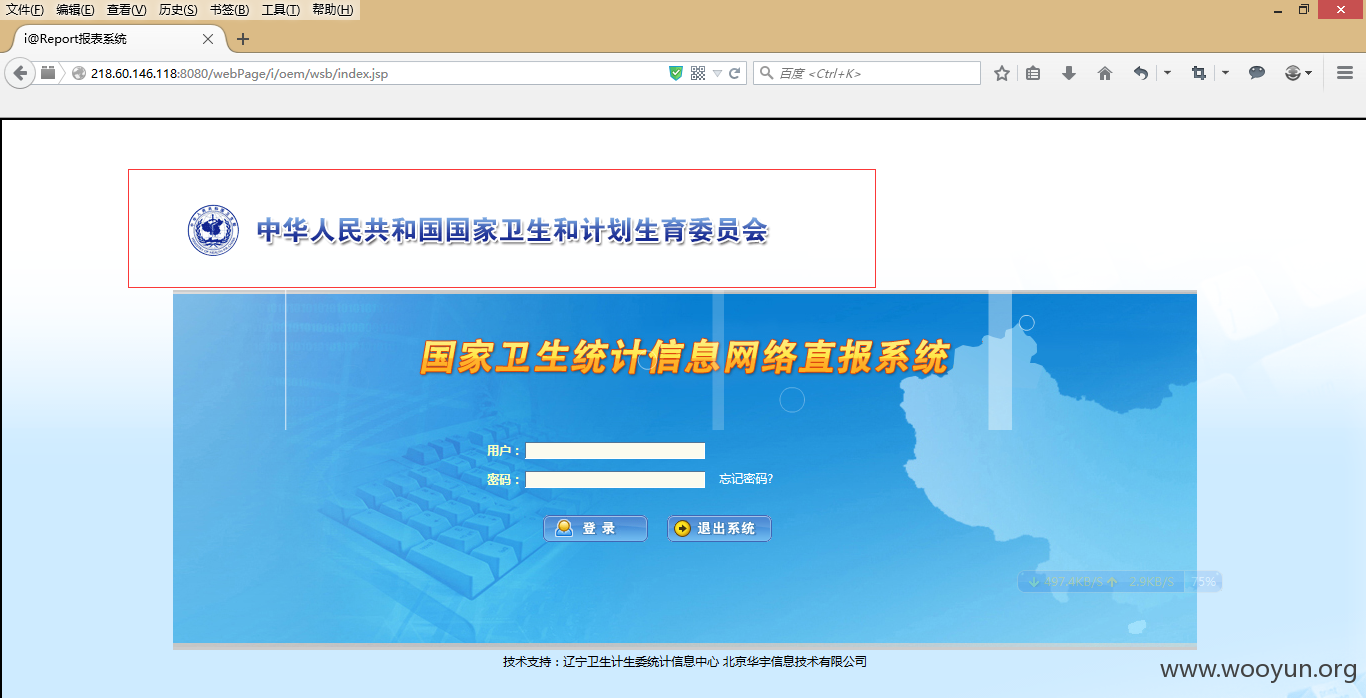 文件(F) 编辑(E) 查看(V) 历史(S) 书签(B) 工具(T) 帮助(H)
i@Report报表系统
218.60.146.118:8080/webPage/i/oem/wsb/index.jsp
百度 <Ctrl+K>
中华人民共和国国家卫生和计划生育委员会
国家卫生统计信息网络直报系统
用户：
密码：
忘记密码?
登 录
退出系统
497.4KB/S 2.9KB/S 75%
技术支持：辽宁卫生计生委统计信息中心 北京华宇信息技术有限公司
www.wooyun.org